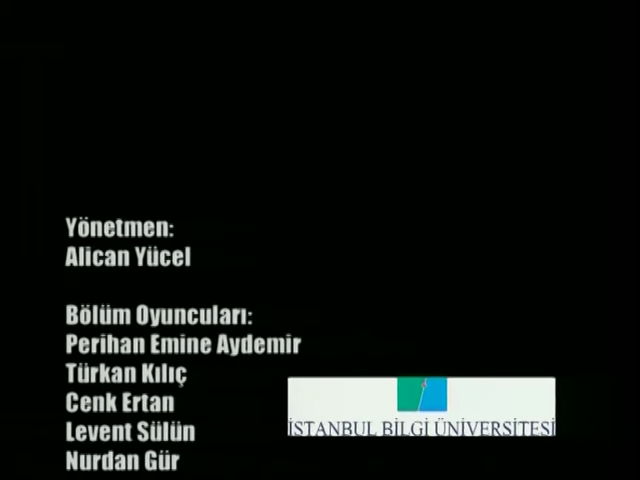 Yönetmen:
Alican Yücel
Bölüm Oyuncuları:
Perihan Emine Aydemir
Türkan Kılıç
Cenk Ertan
Levent Sülün
Nurdan Gür
İSTANBUL BİLGİ ÜNİVERSİTESİ